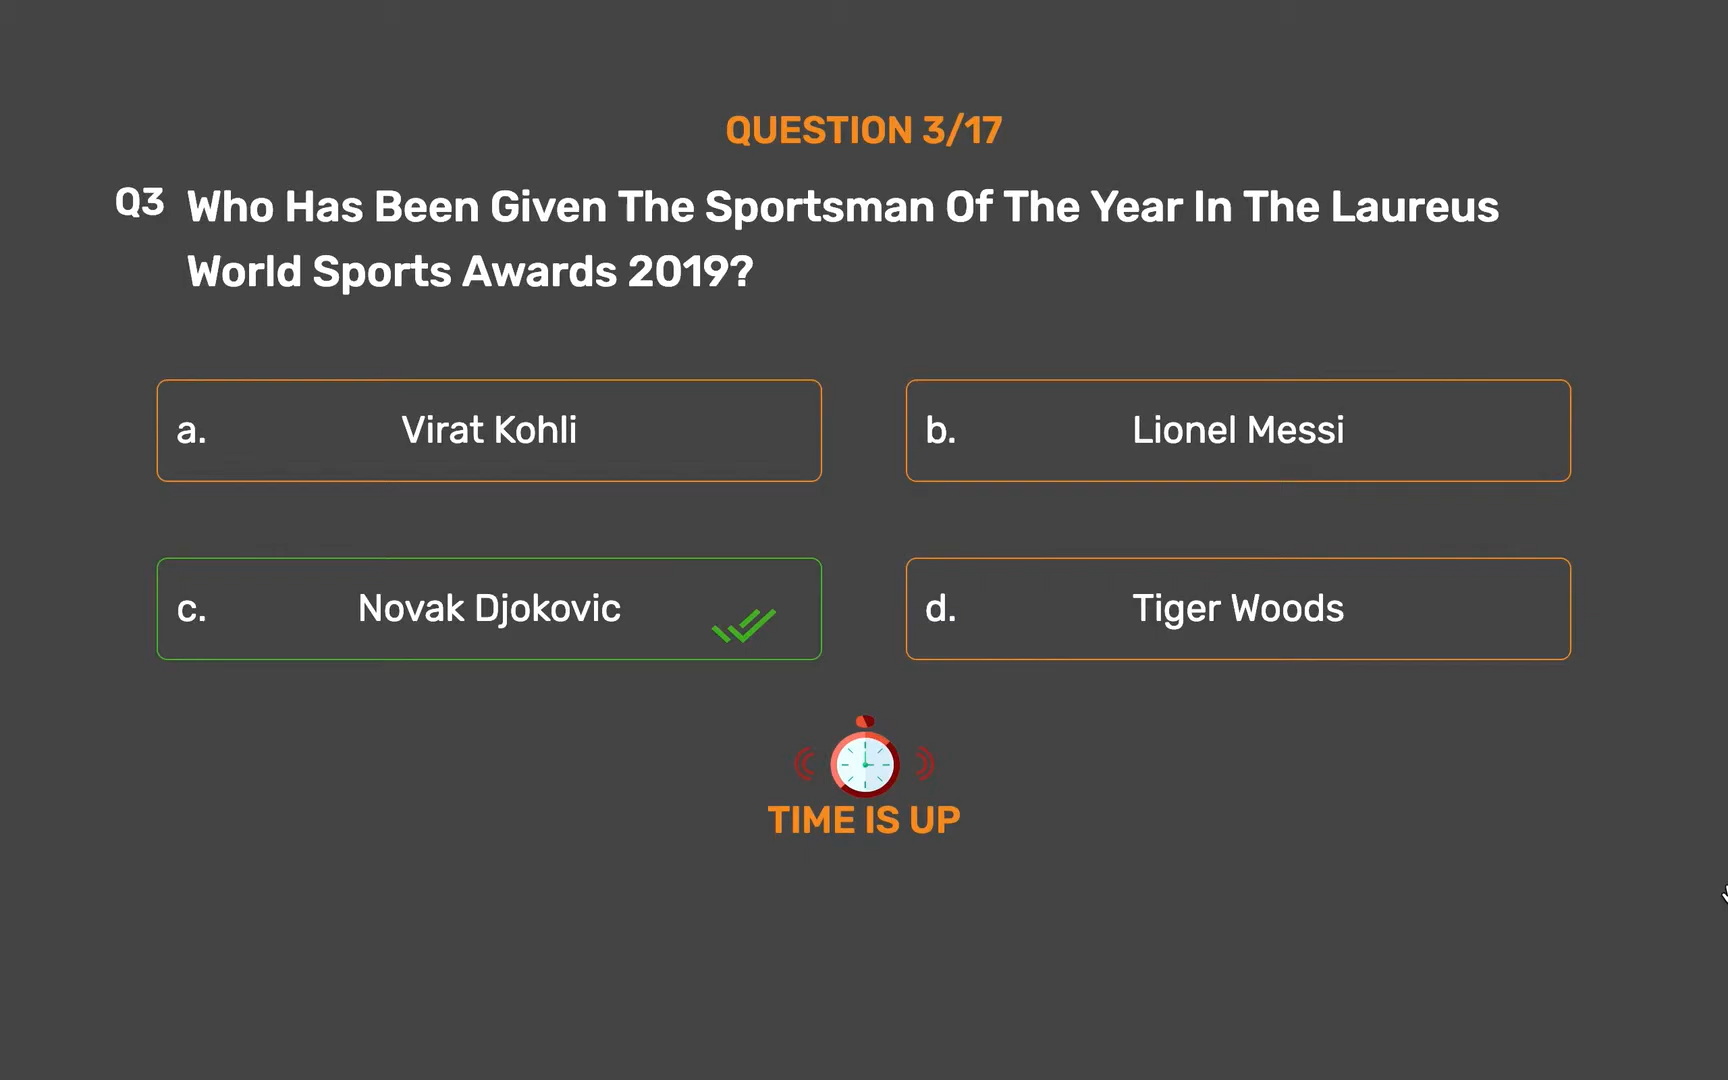 QUESTION 3/17
Q3 Who Has Been Given The Sportsman Of The Year In The Laureus
World Sports Awards 2019?
a. Virat Kohli
b. Lionel Messi
c. Novak Djokovic
d. Tiger Woods
TIME IS UP